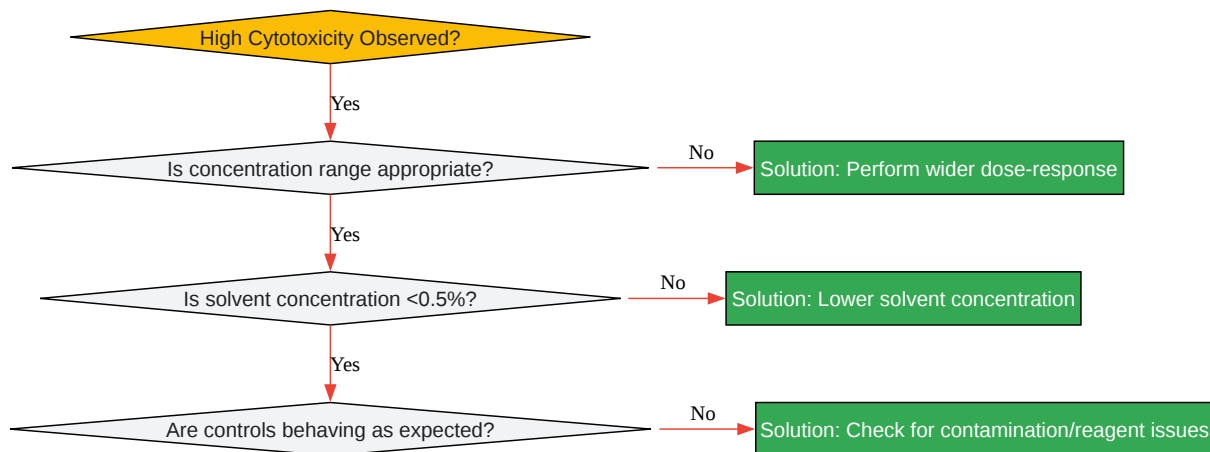 High Cytotoxicity Observed?
Yes
Is concentration range appropriate?
No
Solution: Perform wider dose-response
Yes
Is solvent concentration <0.5%?
No
Solution: Lower solvent concentration
Yes
Are controls behaving as expected?
No
Solution: Check for contamination/reagent issues